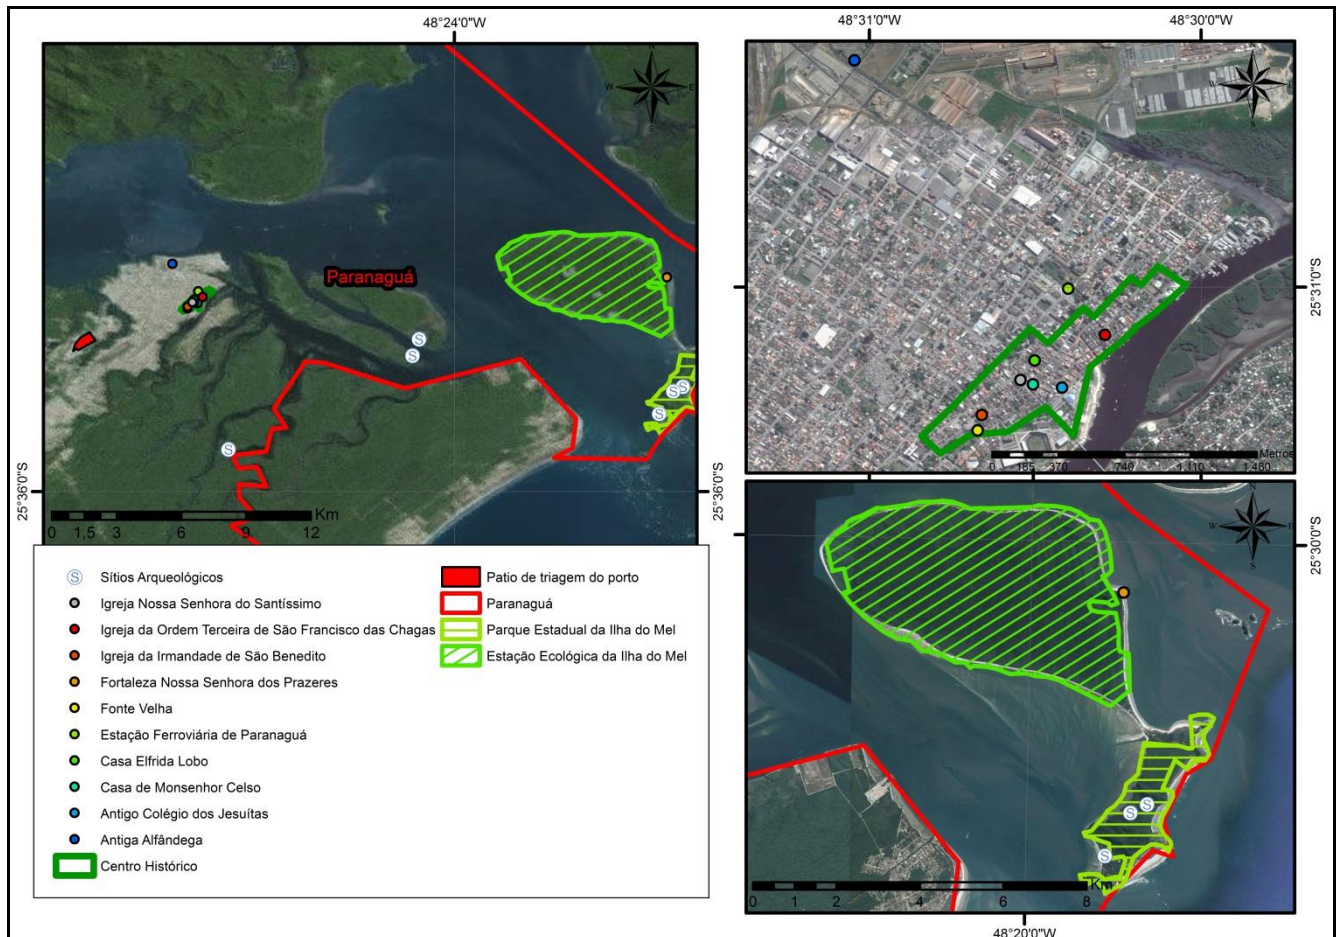 48°24'0"W
N
W E
S
Paranaguá
S
S
S
S
S
S
25°36'0"S
25°36'0"S
Km
0 1,5 3 6 9 12
48°31'0"W 48°30'0"W
N
W E
S
25°31'0"S
Metros
0 185 370 740 1.110 1.480
N
W E
S
25°30'0"S
S
S
S
Km
0 1 2 4 6 8
48°20'0"W
S Sítios Arqueológicos
Igreja Nossa Senhora do Santíssimo
Igreja da Ordem Terceira de São Francisco das Chagas
Igreja da Irmandade de São Benedito
Fortaleza Nossa Senhora dos Prazeres
Fonte Velha
Estação Ferroviária de Paranaguá
Casa Elfrida Lobo
Casa de Monsenhor Celso
Antigo Colégio dos Jesuítas
Antiga Alfândega
Centro Histórico
Patio de triagem do porto
Paranaguá
Parque Estadual da Ilha do Mel
Estação Ecológica da Ilha do Mel